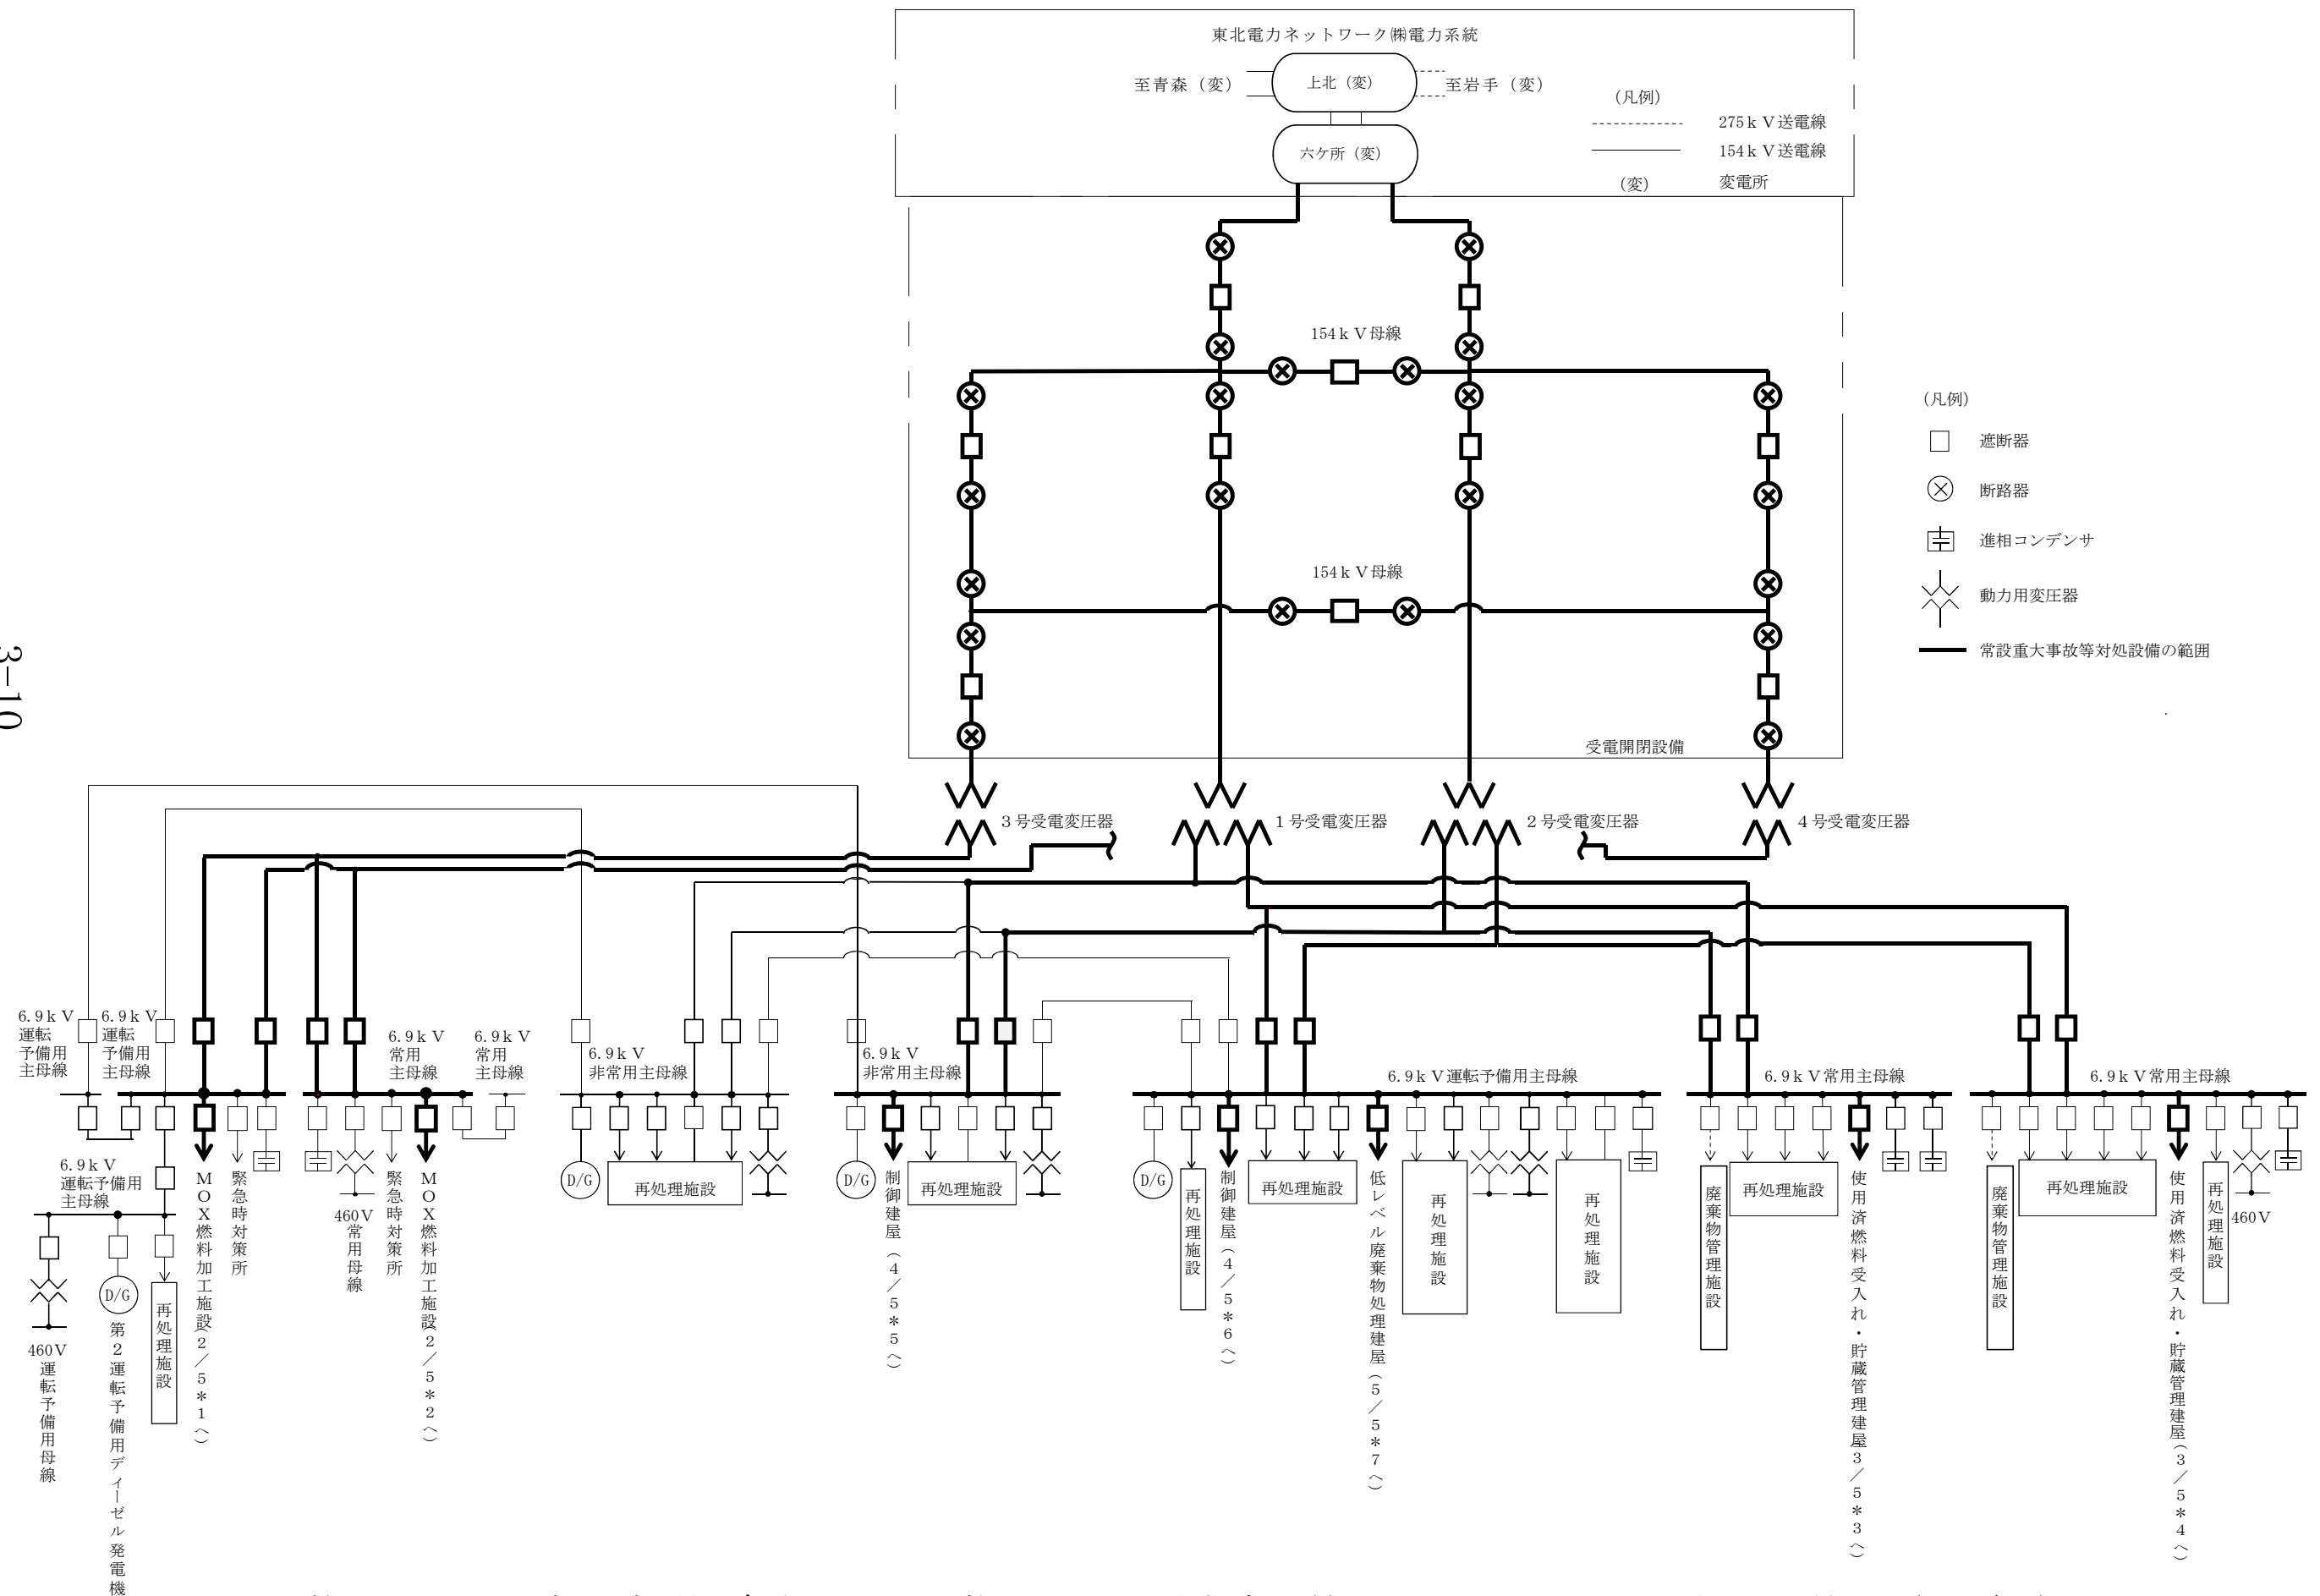 東北電力ネットワーク㈱電力系統
至青森（変）
上北（変）
至岩手（変）
六ケ所（変）
（凡例）
275ｋＶ送電線
154ｋＶ送電線
（変）
変電所
154ｋＶ母線
154ｋＶ母線
受電開閉設備
（凡例）
遮断器
断路器
進相コンデンサ
動力用変圧器
常設重大事故等対処設備の範囲
3-10
３号受電変圧器
１号受電変圧器
２号受電変圧器
４号受電変圧器
6.9ｋＶ
運転
予備用
主母線
6.9ｋＶ
運転
予備用
主母線
6.9ｋＶ
常用
主母線
6.9ｋＶ
常用
主母線
6.9ｋＶ
非常用主母線
6.9ｋＶ
非常用主母線
6.9ｋＶ運転予備用主母線
6.9ｋＶ常用主母線
6.9ｋＶ常用主母線
6.9ｋＶ
運転予備用
主母線
460Ｖ
運転予備用母線
D/G
第２運転予備用ディーゼル発電機
再処理施設
ＭＯＸ燃料加工施設（２／５＊１へ）
緊急時対策所
460Ｖ
常用母線
緊急時対策所
ＭＯＸ燃料加工施設（２／５＊２へ）
D/G
再処理施設
D/G
制御建屋（４／５＊５へ）
再処理施設
D/G
再処理施設
制御建屋（４／５＊６へ）
再処理施設
低レベル廃棄物処理建屋（５／５＊７へ）
再処理施設
再処理施設
廃棄物管理施設
再処理施設
使用済燃料受入れ・貯蔵管理建屋（３／５＊３へ）
廃棄物管理施設
再処理施設
使用済燃料受入れ・貯蔵管理建屋（３／５＊４へ）
再処理施設
460Ｖ